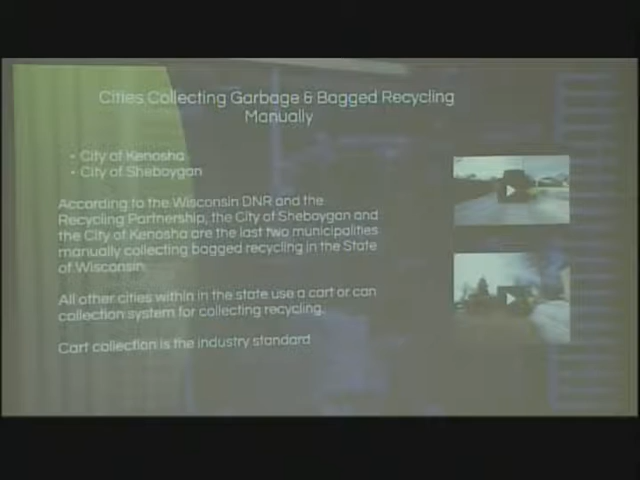 Cities Collecting Garbage & Bagged Recycling
Manually
• City of Kenosha
• City of Sheboygan
According to the Wisconsin DNR and the
Recycling Partnership, the City of Sheboygan and
the City of Kenosha are the last two municipalities
manually collecting bagged recycling in the State
of Wisconsin.
All other cities within in the state use a cart or can
collection system for collecting recycling.
Cart collection is the industry standard